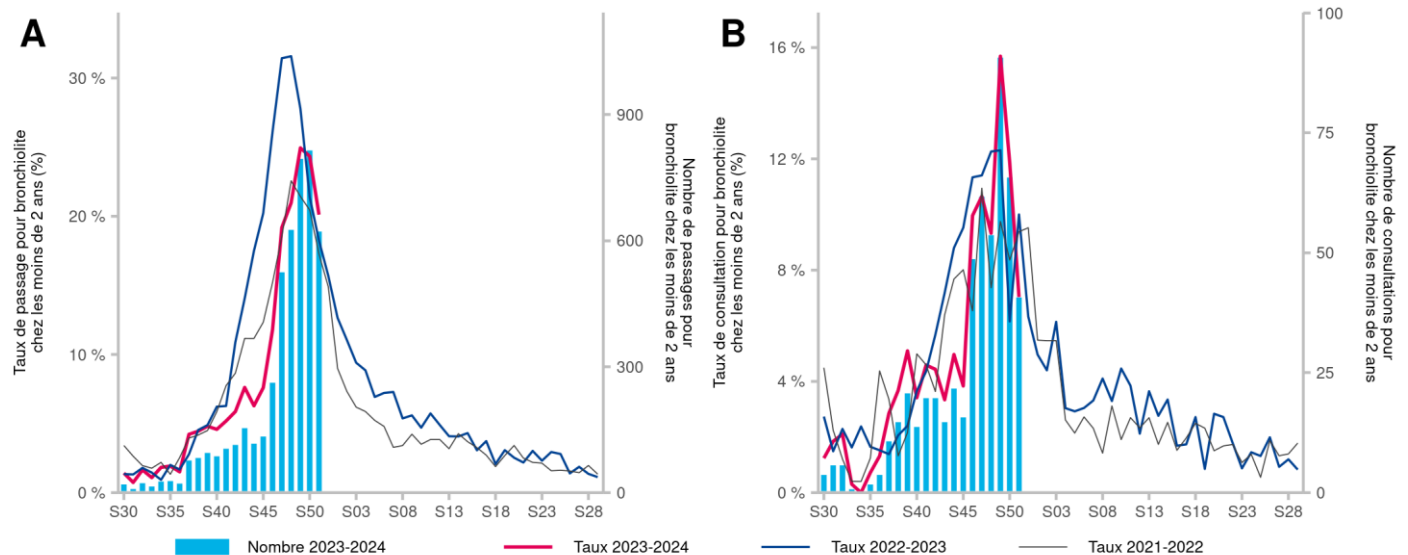 A
Taux de passage pour bronchiolite
chez les moins de 2 ans (%)
30 %
20 %
10 %
0 %
900
600
300
0
Nombre de passages pour
bronchiolite chez les moins de 2 ans
S30 S35 S40 S45 S50 S03 S08 S13 S18 S23 S28
B
Taux de consultation pour bronchiolite
chez les moins de 2 ans (%)
16 %
12 %
8 %
4 %
0 %
100
75
50
25
0
Nombre de consultations pour
bronchiolite chez les moins de 2 ans
S30 S35 S40 S45 S50 S03 S08 S13 S18 S23 S28
Nombre 2023-2024 Taux 2023-2024 Taux 2022-2023 Taux 2021-2022